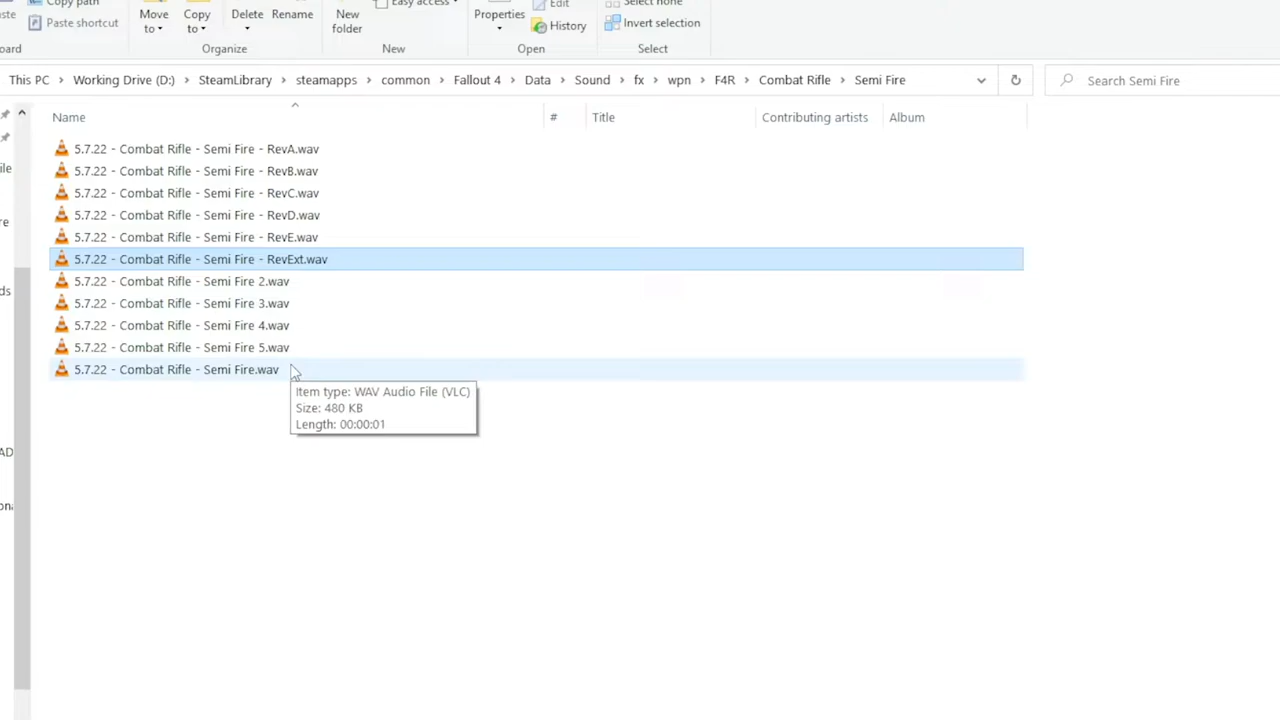 Copy path
Easy access
Edit
Select none
Paste shortcut
Move to
Copy to
Delete
Rename
New folder
Properties
History
Invert selection
Organize
New
Open
Select
This PC > Working Drive (D:) > SteamLibrary > steamapps > common > Fallout 4 > Data > Sound > fx > wpn > F4R > Combat Rifle > Semi Fire
Search Semi Fire
Name # Title Contributing artists Album
5.7.22 - Combat Rifle - Semi Fire - RevA.wav
5.7.22 - Combat Rifle - Semi Fire - RevB.wav
5.7.22 - Combat Rifle - Semi Fire - RevC.wav
5.7.22 - Combat Rifle - Semi Fire - RevD.wav
5.7.22 - Combat Rifle - Semi Fire - RevE.wav
5.7.22 - Combat Rifle - Semi Fire - RevExt.wav
5.7.22 - Combat Rifle - Semi Fire 2.wav
5.7.22 - Combat Rifle - Semi Fire 3.wav
5.7.22 - Combat Rifle - Semi Fire 4.wav
5.7.22 - Combat Rifle - Semi Fire 5.wav
5.7.22 - Combat Rifle - Semi Fire.wav
Item type: WAV Audio File (VLC)
Size: 480 KB
Length: 00:00:01